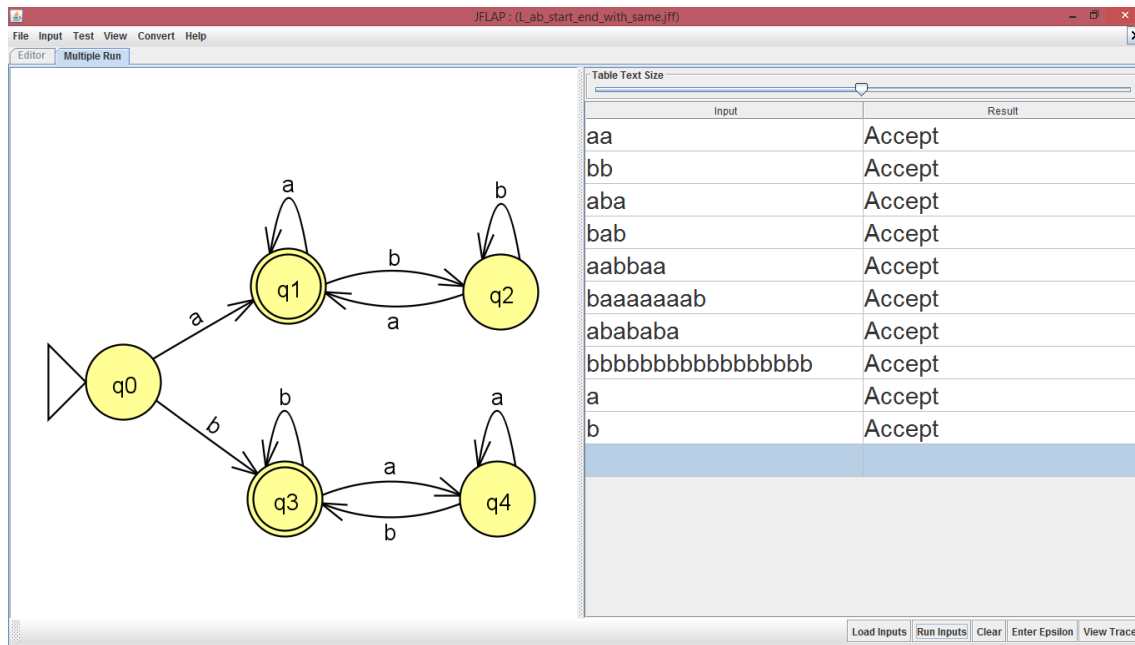 JFLAP : (L_ab_start_end_with_same.jff)
File Input Test View Convert Help
Editor Multiple Run
Table Text Size
Input Result
aa Accept
bb Accept
aba Accept
bab Accept
aabbaa Accept
baaaaaaab Accept
abababa Accept
bbbbbbbbbbbbbbbbb Accept
a Accept
b Accept
a
b
b
q1
q2
a
a
q0
b
b
a
a
q3
q4
b
Load Inputs Run Inputs Clear Enter Epsilon View Trace